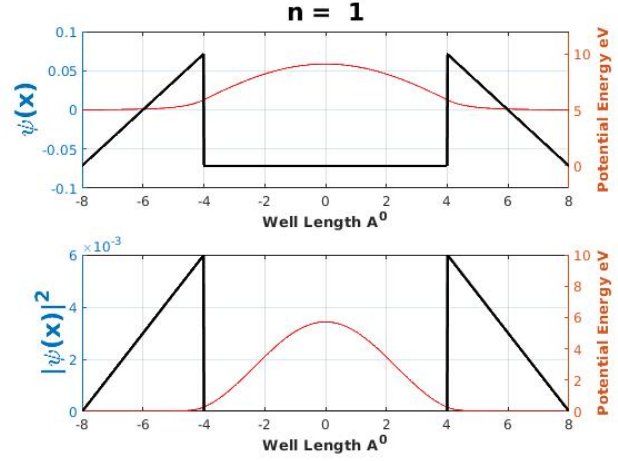 n = 1
ψ(x)
0.1
0.05
0
-0.05
-0.1
10
5
0
Potential Energy eV
-8 -6 -4 -2 0 2 4 6 8
Well Length A⁰
×10⁻³
|ψ(x)|²
6
4
2
0
10
8
6
4
2
0
Potential Energy eV
-8 -6 -4 -2 0 2 4 6 8
Well Length A⁰